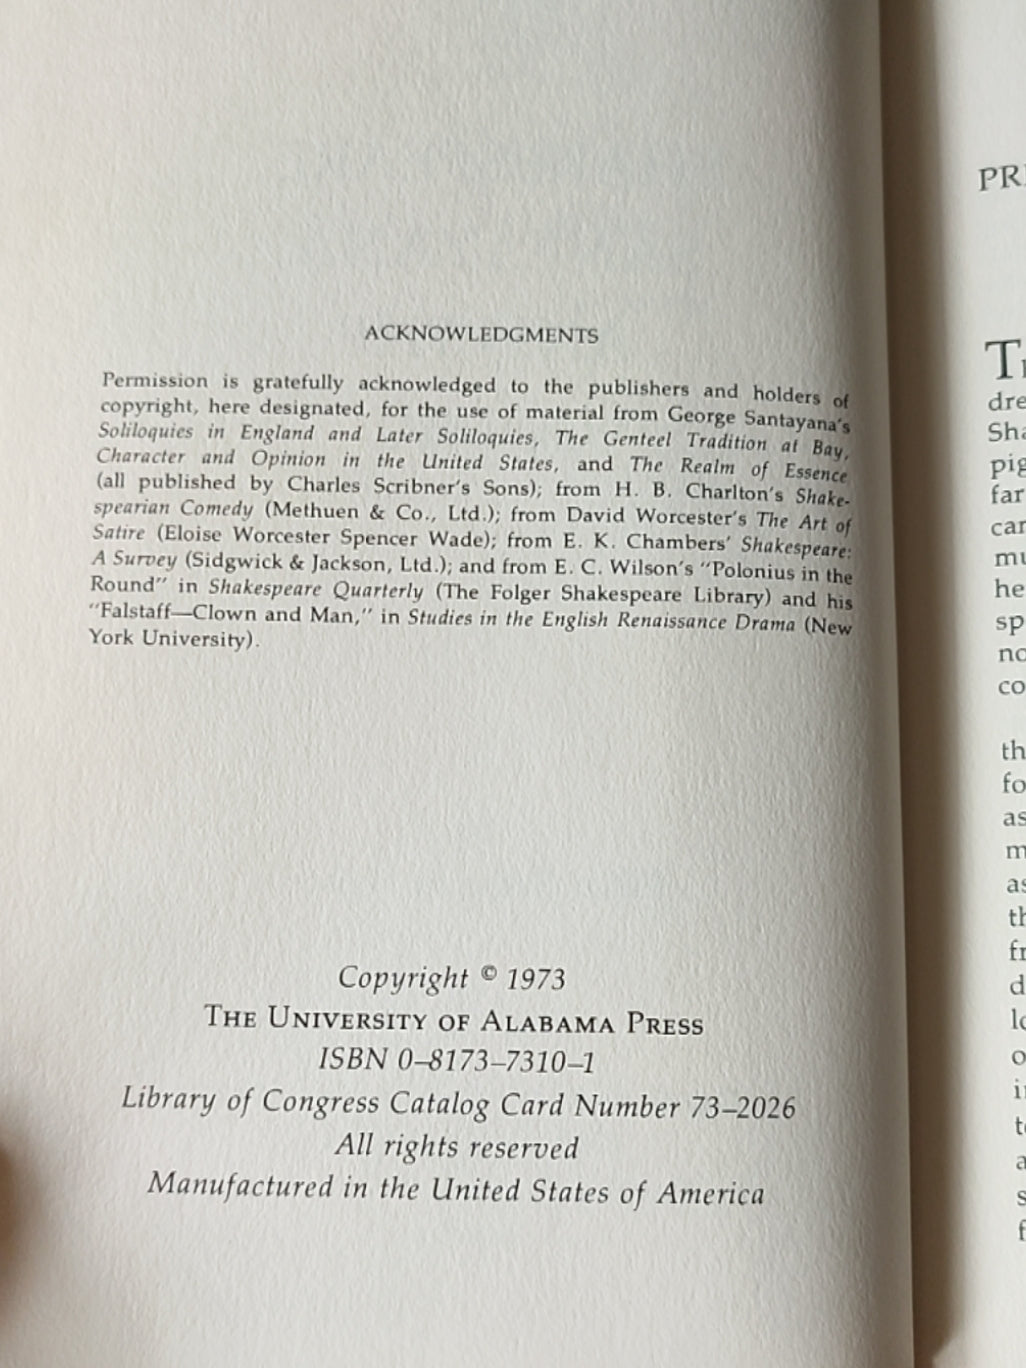 ACKNOWLEDGMENTS
Permission is gratefully acknowledged to the publishers and holders of
copyright, here designated, for the use of material from George Santayana's
Soliloquies in England and Later Soliloquies, The Genteel Tradition at Bay,
Character and Opinion in the United States, and The Realm of Essence
(all published by Charles Scribner's Sons); from H. B. Charlton's Shake-
spearian Comedy (Methuen & Co., Ltd.); from David Worcester's The Art of
Satire (Eloise Worcester Spencer Wade); from E. K. Chambers' Shakespeare:
A Survey (Sidgwick & Jackson, Ltd.); and from E. C. Wilson's "Polonius in the
Round" in Shakespeare Quarterly (The Folger Shakespeare Library) and his
"Falstaff—Clown and Man," in Studies in the English Renaissance Drama (New
York University).
Copyright © 1973
THE UNIVERSITY OF ALABAMA PRESS
ISBN 0–8173–7310–1
Library of Congress Catalog Card Number 73–2026
All rights reserved
Manufactured in the United States of America